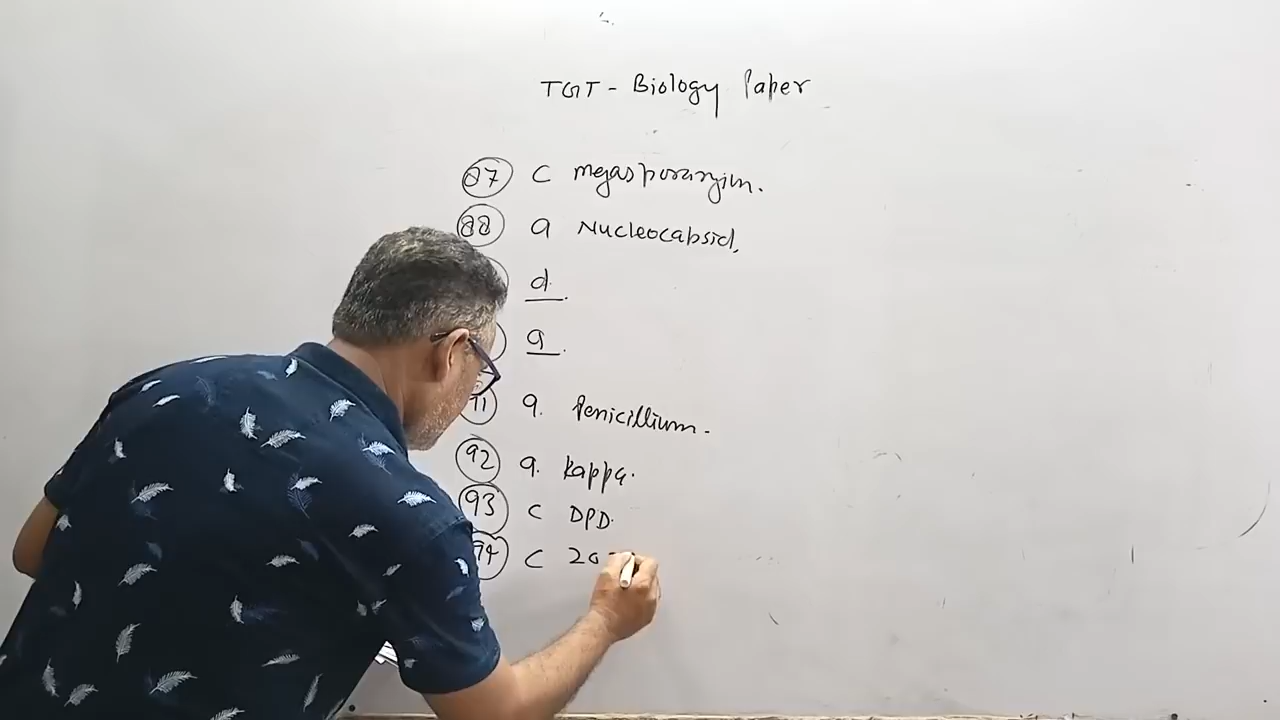 TGT - Biology Paper
87 C megasporangium.
88 a Nucleocapsid,
d.
a.
91 a. Penicillium.
92 a. Kappa.
93 C DPD.
94 C